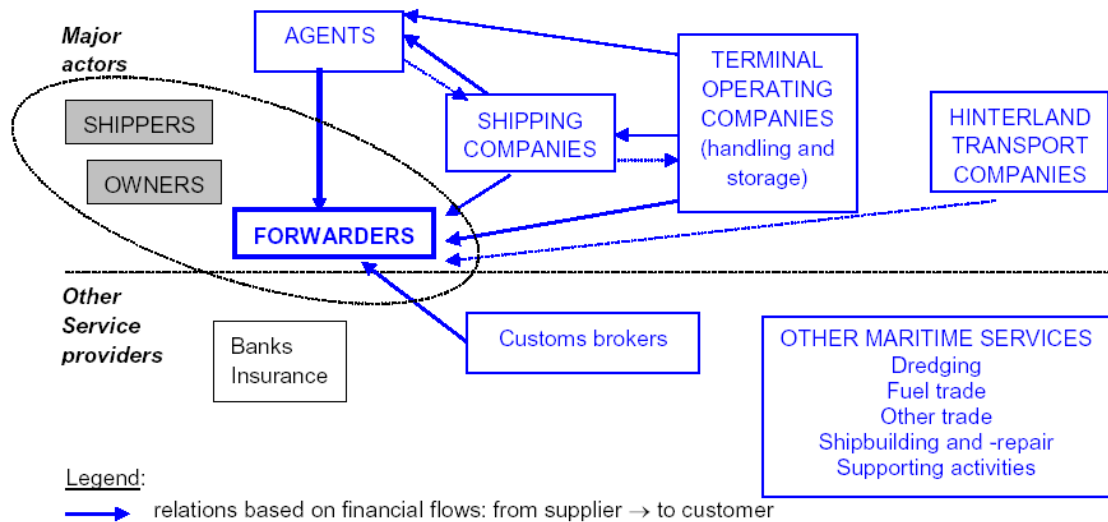 Major
actors
AGENTS
SHIPPERS
OWNERS
SHIPPING
COMPANIES
TERMINAL
OPERATING
COMPANIES
(handling and
storage)
HINTERLAND
TRANSPORT
COMPANIES
FORWARDERS
Other
Service
providers
Banks
Insurance
Customs brokers
OTHER MARITIME SERVICES
Dredging
Fuel trade
Other trade
Shipbuilding and -repair
Supporting activities
Legend:
relations based on financial flows: from supplier → to customer